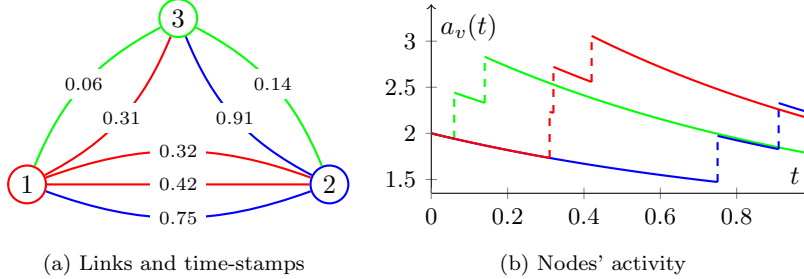 3
0.06
0.14
0.31
0.91
0.32
1
0.42
2
0.75
(a) Links and time-stamps
a_v(t)
3
2.5
2
1.5
t
0 0.2 0.4 0.6 0.8
(b) Nodes' activity